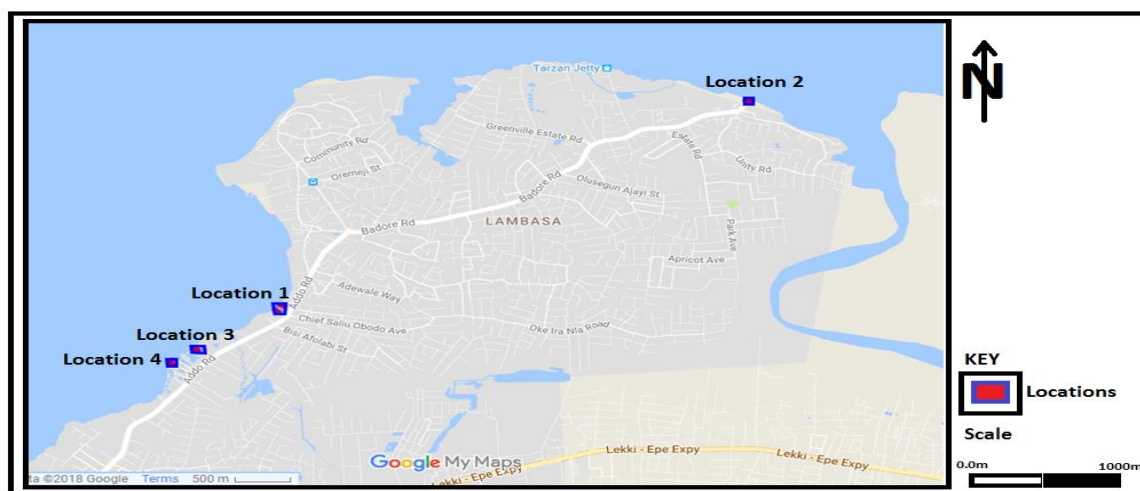 Tarzan Jetty
Location 2
Greenville Estate Rd
Estate Rd
Unity Rd
Community Rd
Oremeji St
Badore Rd
Olusegun Ajayi St
LAMBASA
Badore Rd
Park Ave
Apricot Ave
Location 1
Addo Rd
Adewale Way
Chief Saliu Obodo Ave
Oke Ira Nla Road
Bisi Afolabi St
Location 3
Location 4
Addo Rd
Lekki - Epe Expy
Lekki - Epe Expy
Lekki - Epe Expy
Google My Maps
ta ©2018 Google Terms 500 m
N
KEY
Locations
Scale
0.0m 1000m